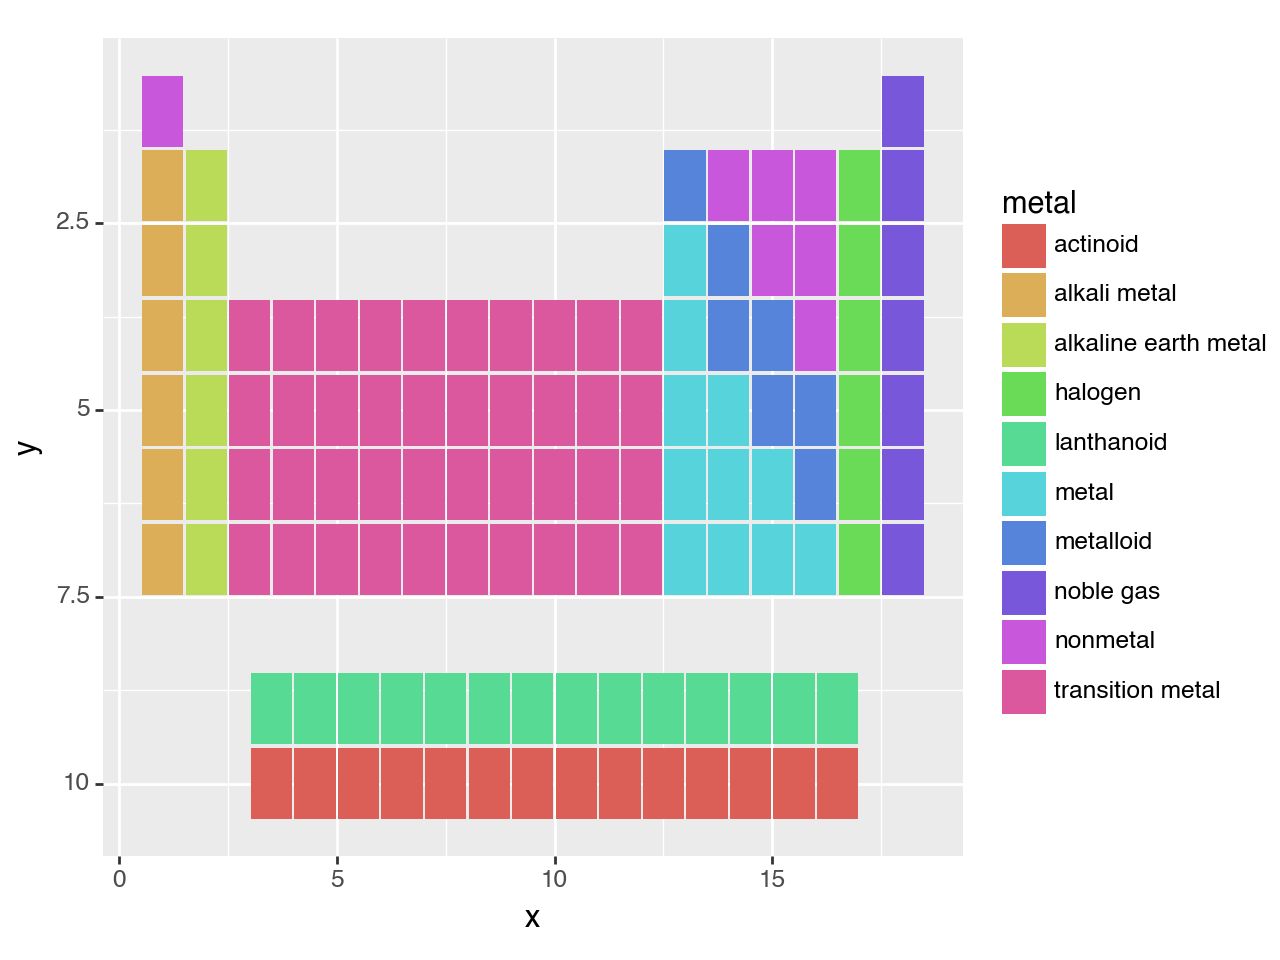 2.5
5
7.5
10
y
0 5 10 15
x
metal
actinoid
alkali metal
alkaline earth metal
halogen
lanthanoid
metal
metalloid
noble gas
nonmetal
transition metal